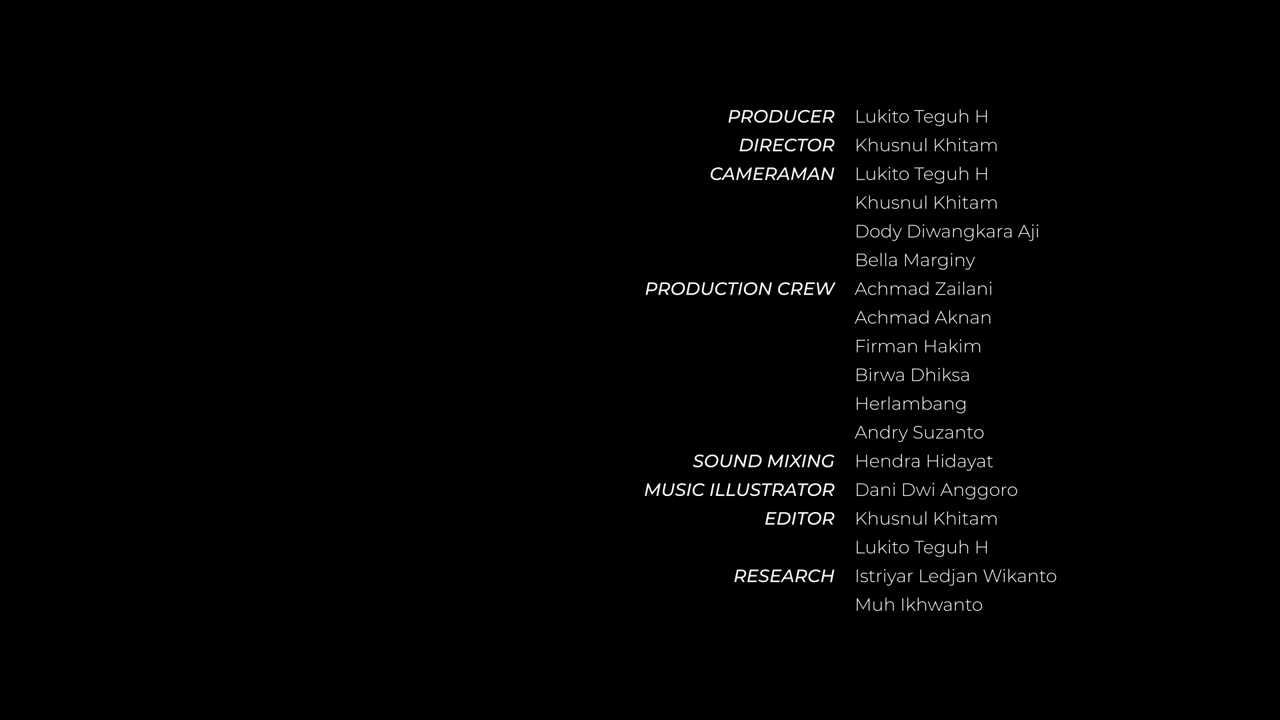 PRODUCER Lukito Teguh H
DIRECTOR Khusnul Khitam
CAMERAMAN Lukito Teguh H
Khusnul Khitam
Dody Diwangkara Aji
Bella Marginy
PRODUCTION CREW Achmad Zailani
Achmad Aknan
Firman Hakim
Birwa Dhiksa
Herlambang
Andry Suzanto
SOUND MIXING Hendra Hidayat
MUSIC ILLUSTRATOR Dani Dwi Anggoro
EDITOR Khusnul Khitam
Lukito Teguh H
RESEARCH Istriyar Ledjan Wikanto
Muh Ikhwanto